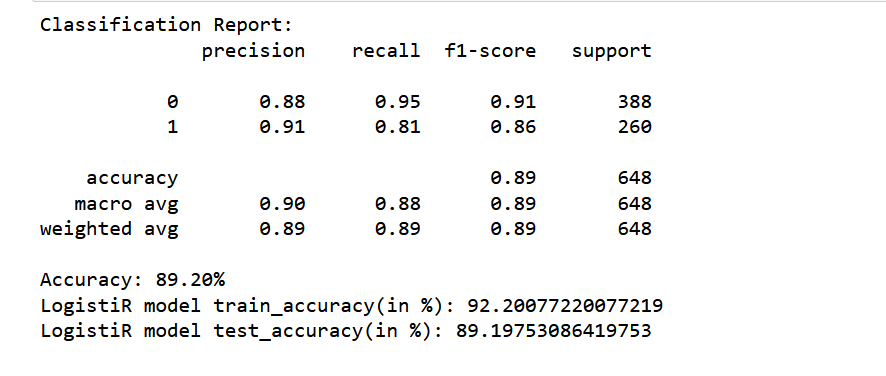 Classification Report:
precision recall f1-score support
0 0.88 0.95 0.91 388
1 0.91 0.81 0.86 260
accuracy 0.89 648
macro avg 0.90 0.88 0.89 648
weighted avg 0.89 0.89 0.89 648
Accuracy: 89.20%
LogistiR model train_accuracy(in %): 92.20077220077219
LogistiR model test_accuracy(in %): 89.19753086419753